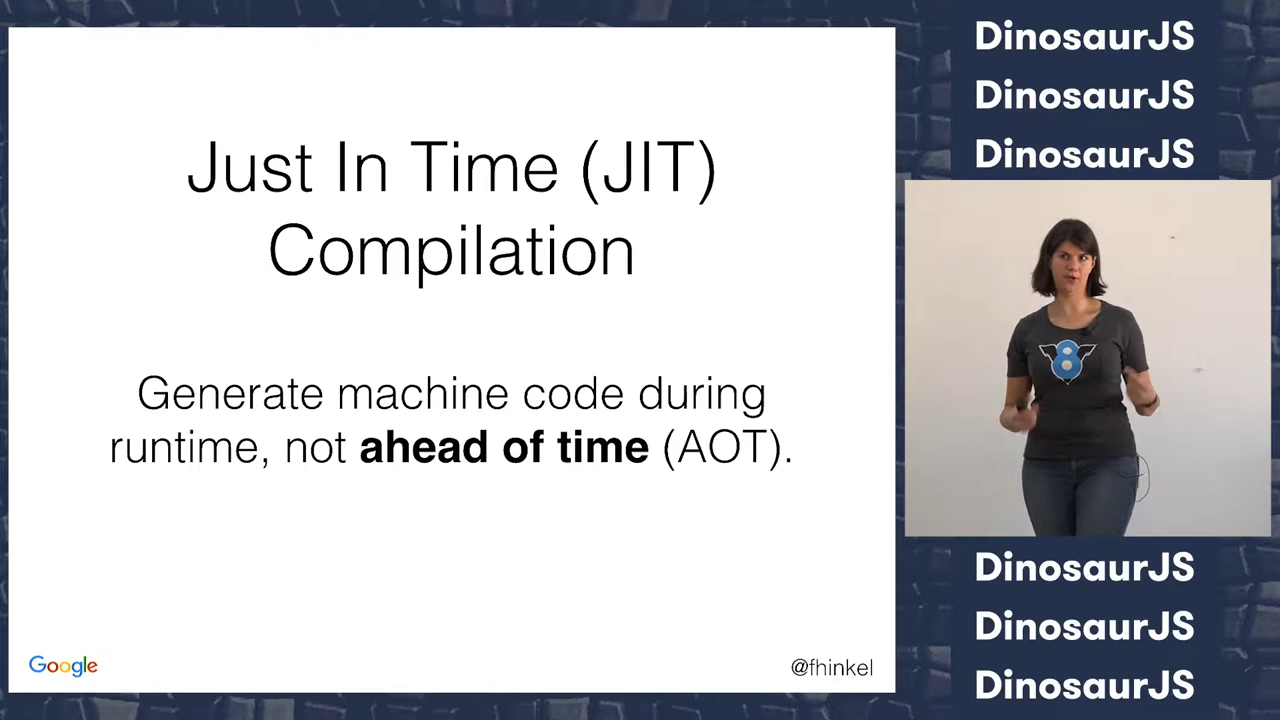 Just In Time (JIT)
Compilation
Generate machine code during
runtime, not ahead of time (AOT).
Google
@fhinkel
DinosaurJS
DinosaurJS
DinosaurJS
8
DinosaurJS
DinosaurJS
DinosaurJS